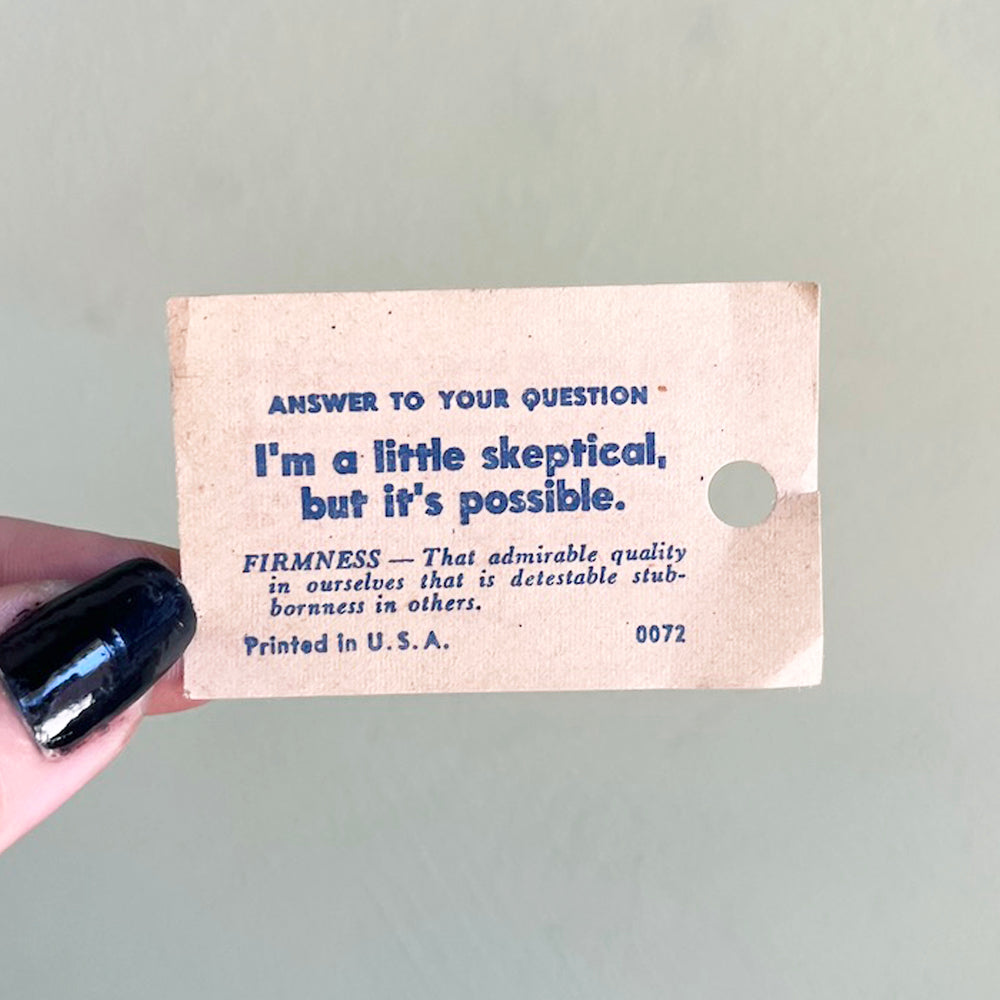 ANSWER TO YOUR QUESTION
I'm a little skeptical,
but it's possible.
FIRMNESS — That admirable quality
in ourselves that is detestable stub-
bornness in others.
Printed in U.S.A.
0072